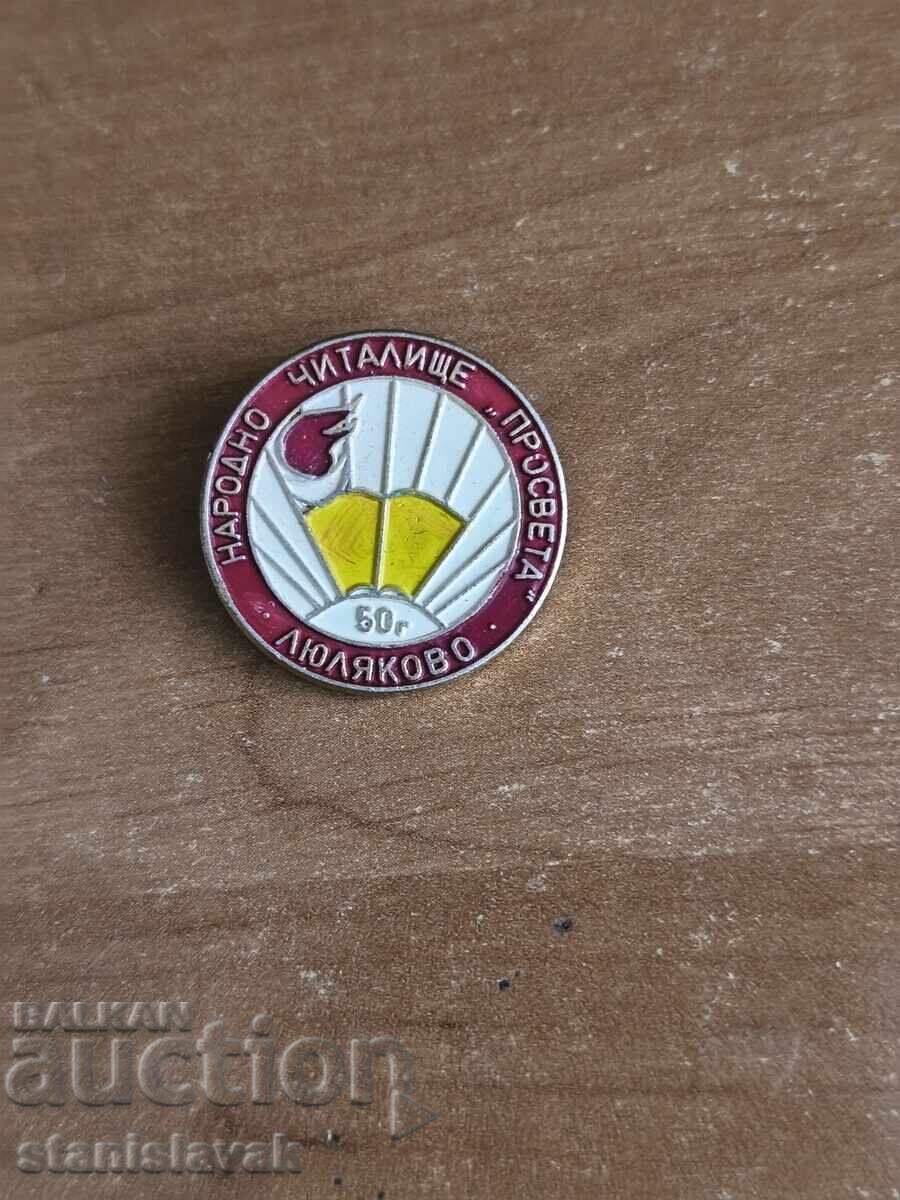 НАРОДНО ЧИТАЛИЩЕ „ПРОСВЕТА"
50г
ЛЮЛЯКОВО
BALKAN
auction
stanislavak